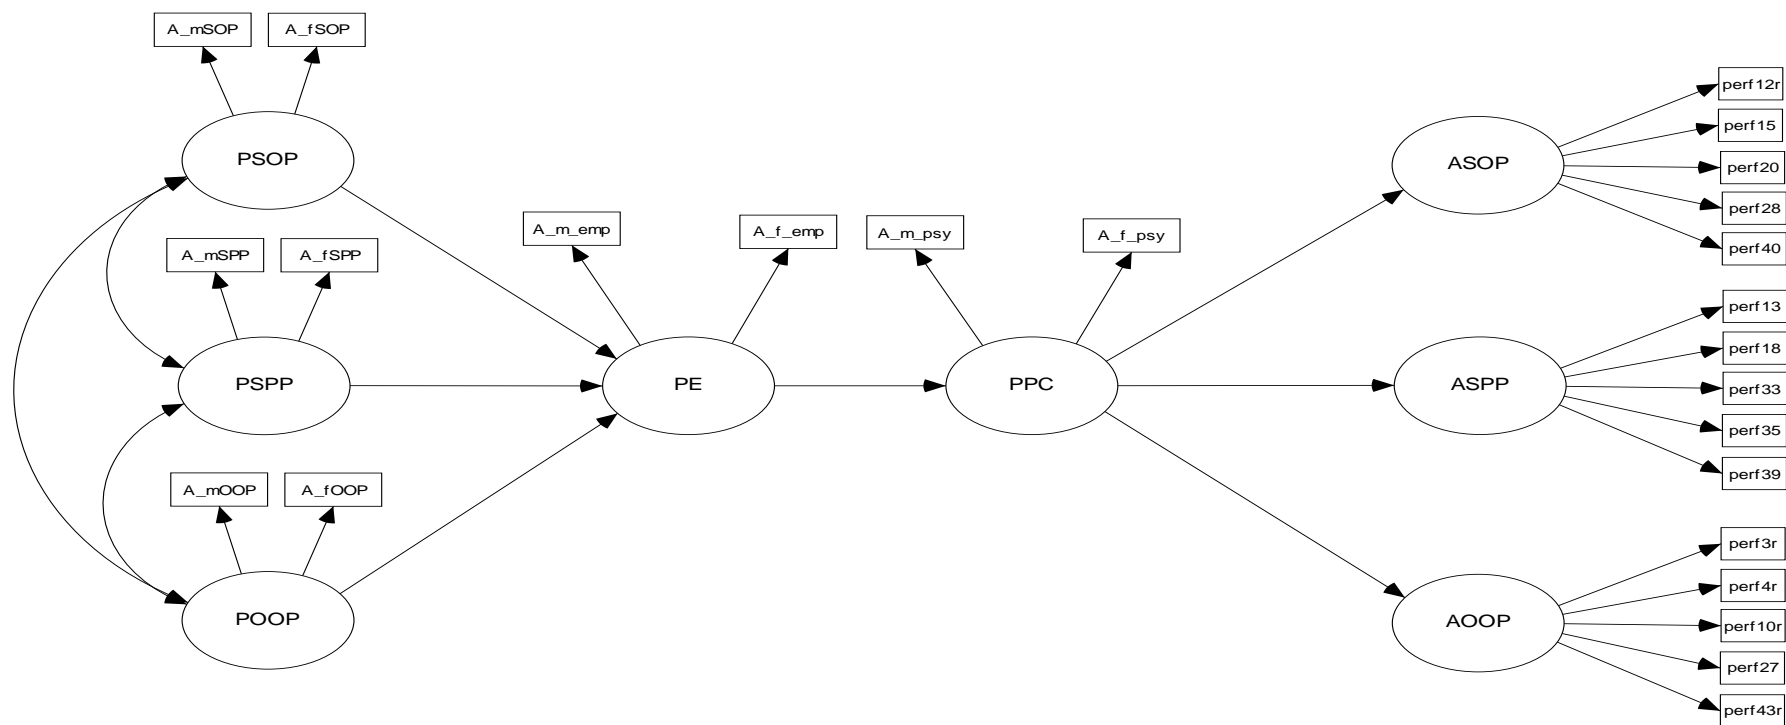 A_mSOP
A_fSOP
PSOP
A_mSPP
A_fSPP
PSPP
A_mOOP
A_fOOP
POOP
A_m_emp
A_f_emp
PE
A_m_psy
A_f_psy
PPC
ASOP
perf12r
perf15
perf20
perf28
perf40
ASPP
perf13
perf18
perf33
perf35
perf39
AOOP
perf3r
perf4r
perf10r
perf27
perf43r